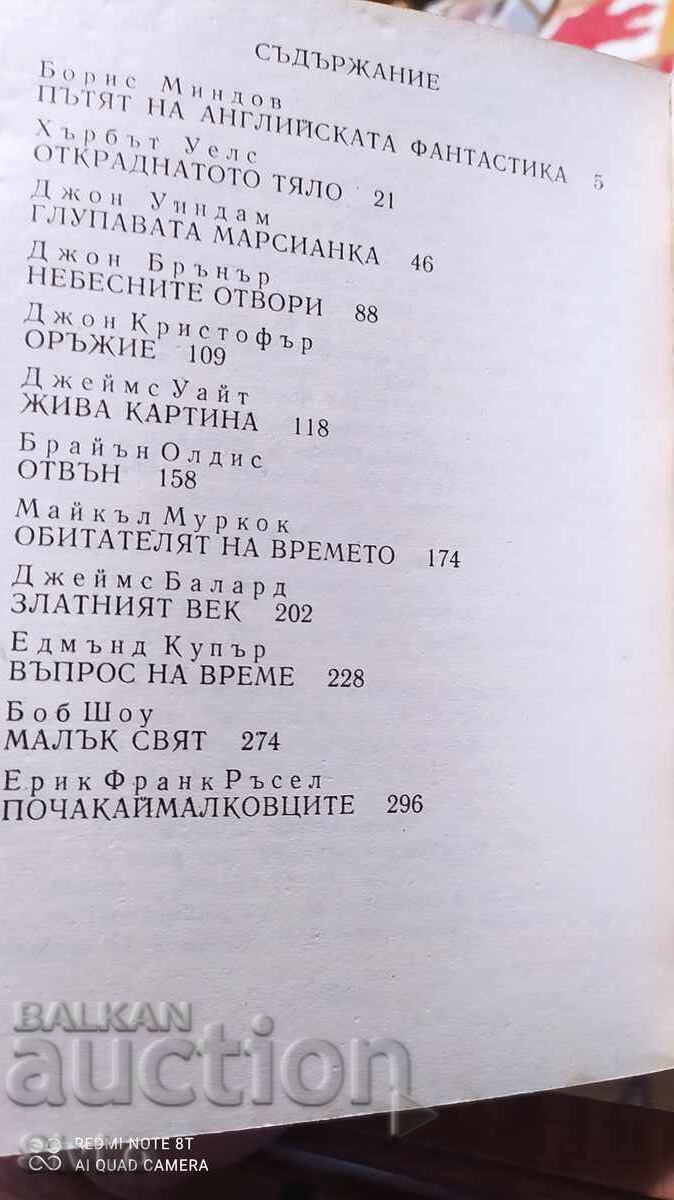 СЪДЪРЖАНИЕ
Борис Миндов
ПЪТЯТ НА АНГЛИЙСКАТА ФАНТАСТИКА 5
Хърбът Уелс
ОТКРАДНАТОТО ТЯЛО 21
Джон Уиндам
ГЛУПАВАТА МАРСИАНКА 46
Джон Брънър
НЕБЕСНИТЕ ОТВОРИ 88
Джон Кристофър
ОРЪЖИЕ 109
Джеймс Уайт
ЖИВА КАРТИНА 118
Брайън Олдис
ОТВЪН 158
Майкъл Муркок
ОБИТАТЕЛЯТ НА ВРЕМЕТО 174
Джеймс Балард
ЗЛАТНИЯТ ВЕК 202
Едмънд Купър
ВЪПРОС НА ВРЕМЕ 228
Боб Шоу
МАЛЪК СВЯТ 274
Ерик Франк Ръсел
ПОЧАКАЙМАЛКОВЦИТЕ 296
BALKAN
auction
REDMI NOTE 8T
AI QUAD CAMERA